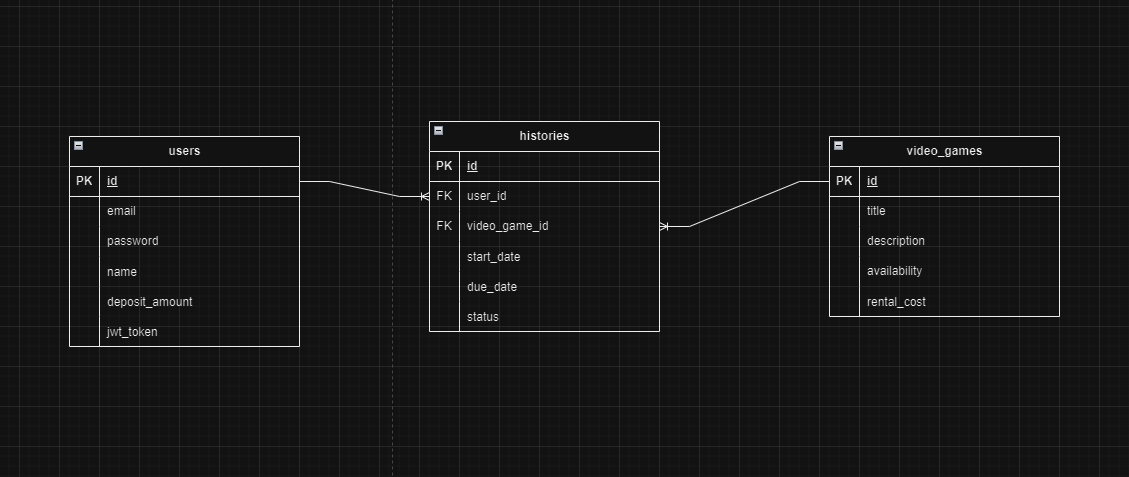 users
PK id
email
password
name
deposit_amount
jwt_token
histories
PK id
FK user_id
FK video_game_id
start_date
due_date
status
video_games
PK id
title
description
availability
rental_cost